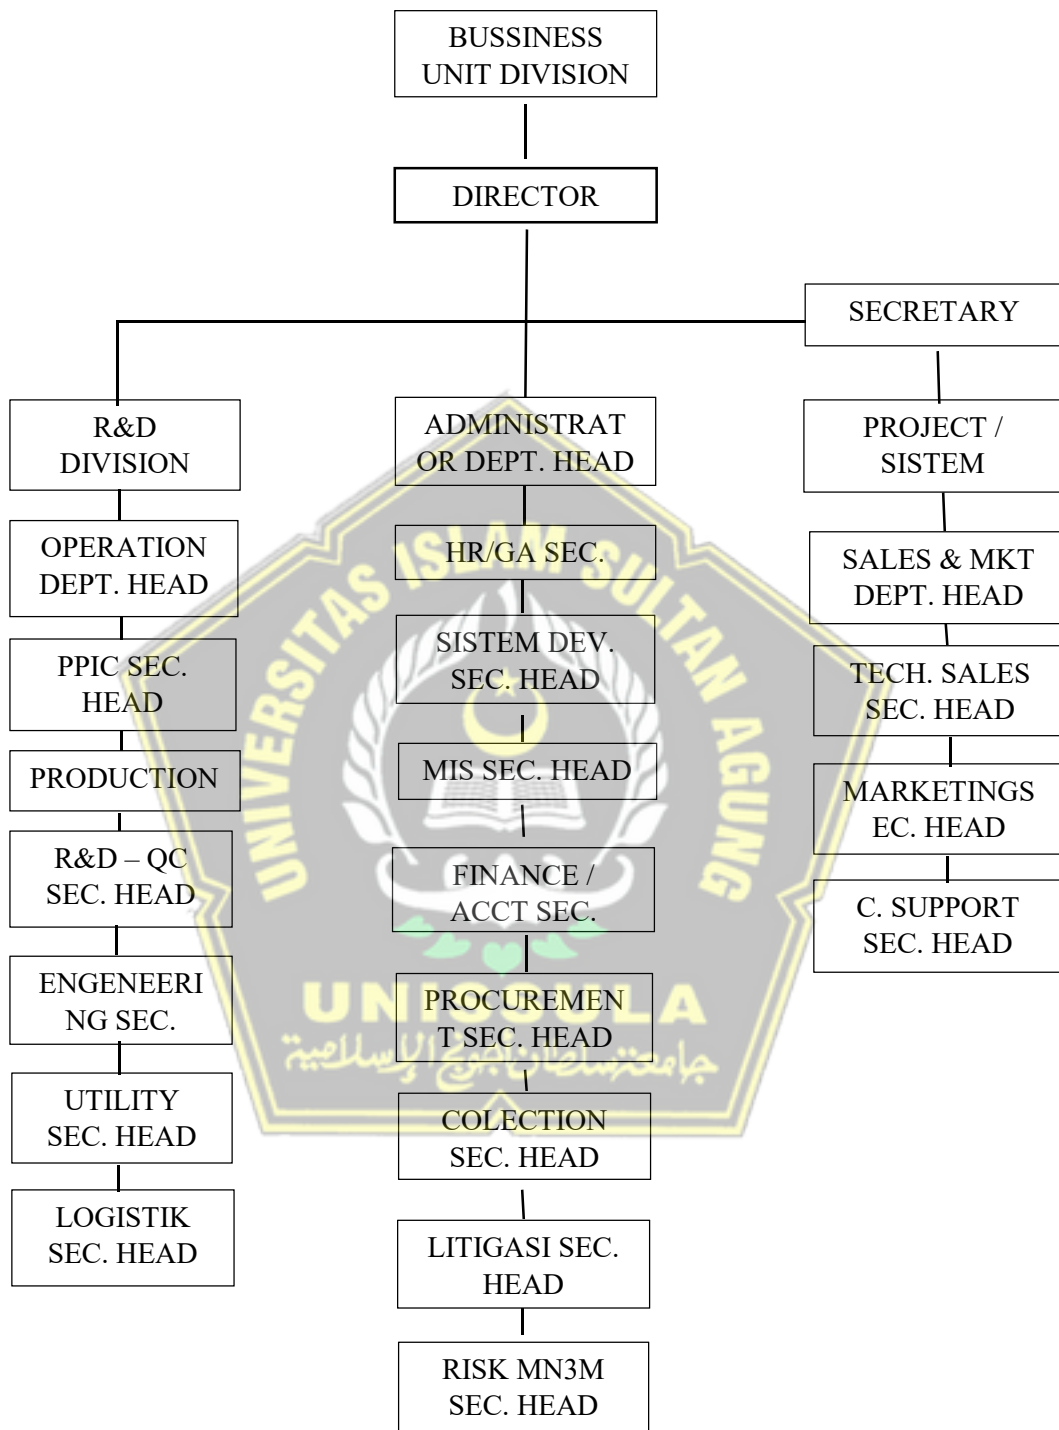 BUSSINESS
UNIT DIVISION
DIRECTOR
SECRETARY
R&D
DIVISION
OPERATION
DEPT. HEAD
PPIC SEC.
HEAD
PRODUCTION
R&D – QC
SEC. HEAD
ENGENEERI
NG SEC.
UTILITY
SEC. HEAD
LOGISTIK
SEC. HEAD
ADMINISTRAT
OR DEPT. HEAD
HR/GA SEC.
SISTEM DEV.
SEC. HEAD
MIS SEC. HEAD
FINANCE /
ACCT SEC.
PROCUREMEN
T SEC. HEAD
COLECTION
SEC. HEAD
LITIGASI SEC.
HEAD
RISK MN3M
SEC. HEAD
PROJECT /
SISTEM
SALES & MKT
DEPT. HEAD
TECH. SALES
SEC. HEAD
MARKETINGS
EC. HEAD
C. SUPPORT
SEC. HEAD
UNIVERSITAS ISLAM SULTAN AGUNG
UNISSULA
جامعتسلطان أجونج الإسلامية